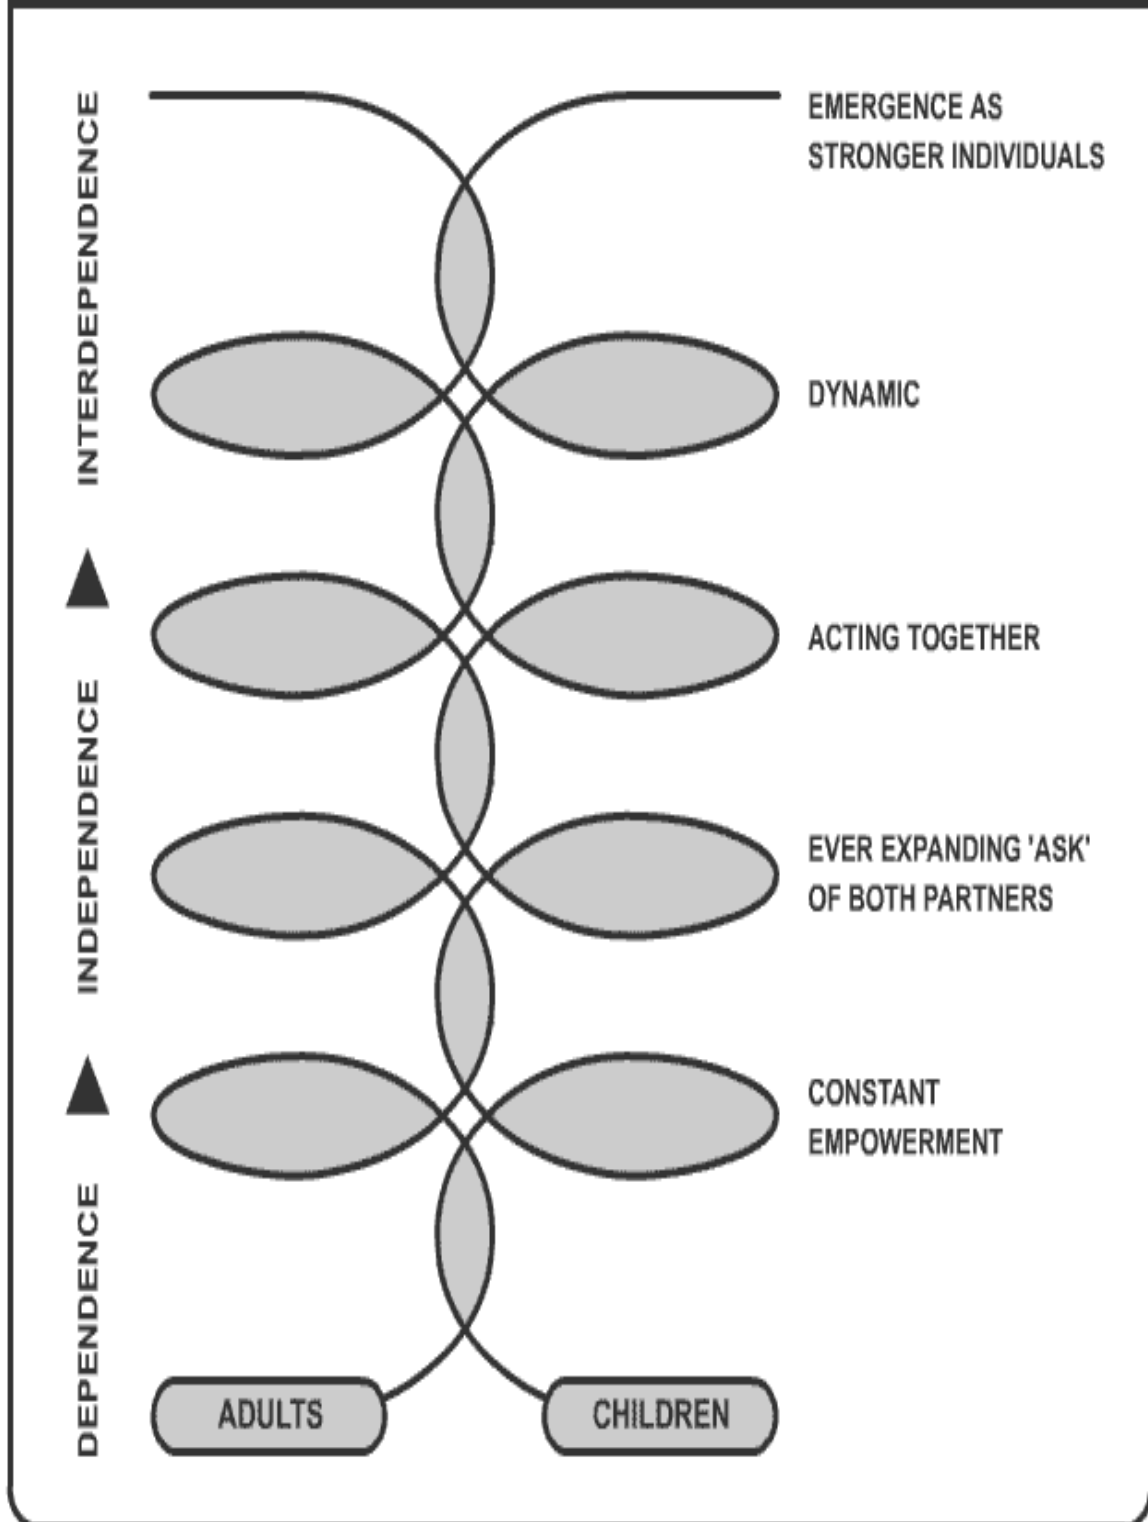 INTERDEPENDENCE
INDEPENDENCE
DEPENDENCE
EMERGENCE AS
STRONGER INDIVIDUALS
DYNAMIC
ACTING TOGETHER
EVER EXPANDING 'ASK'
OF BOTH PARTNERS
CONSTANT
EMPOWERMENT
ADULTS
CHILDREN